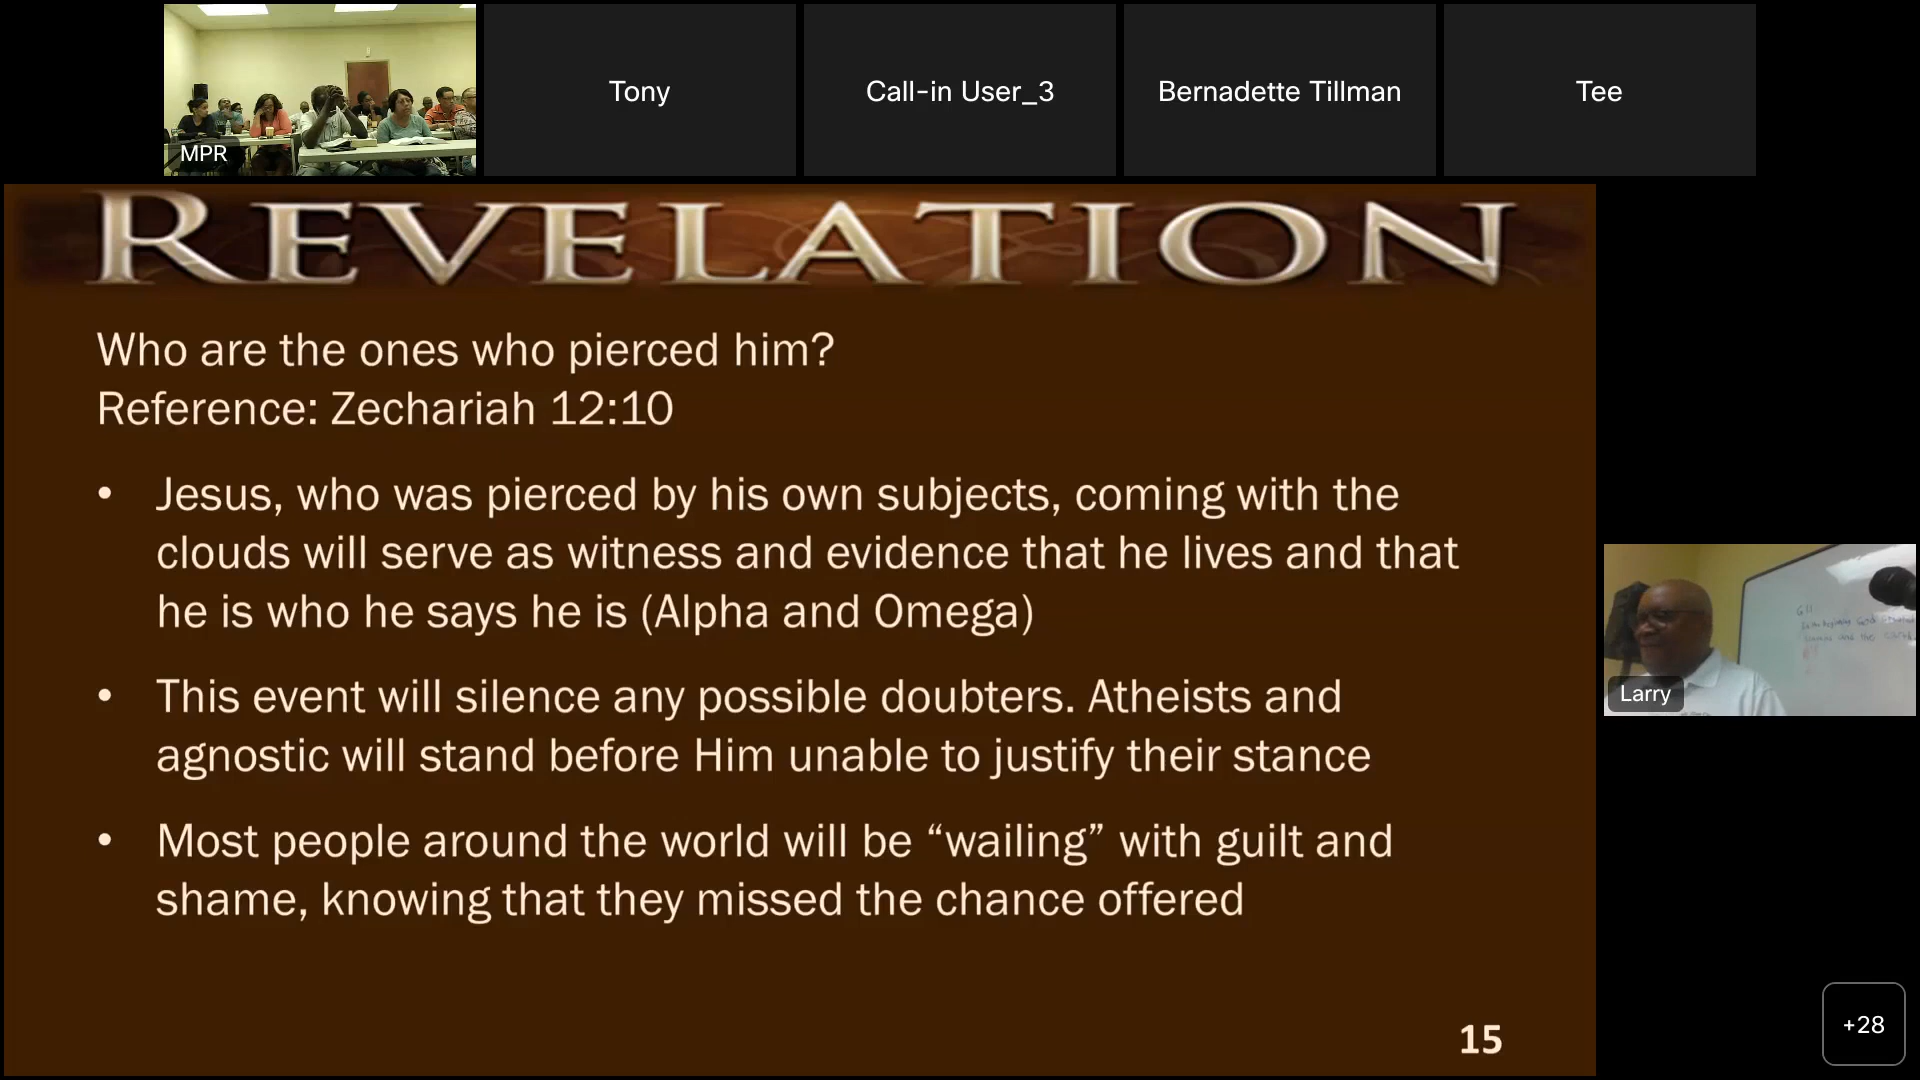 MPR
Tony
Call-in User_3
Bernadette Tillman
Tee
REVELATION
Who are the ones who pierced him?
Reference: Zechariah 12:10
• Jesus, who was pierced by his own subjects, coming with the
clouds will serve as witness and evidence that he lives and that
he is who he says he is (Alpha and Omega)
• This event will silence any possible doubters. Atheists and
agnostic will stand before Him unable to justify their stance
• Most people around the world will be “wailing” with guilt and
shame, knowing that they missed the chance offered
15
Larry
+28